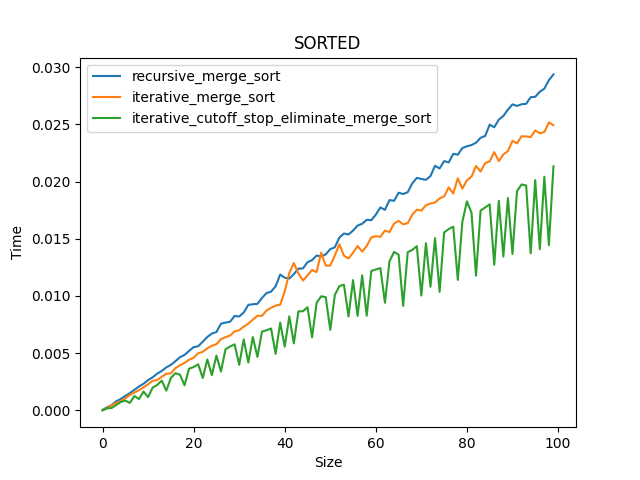 SORTED
recursive_merge_sort
iterative_merge_sort
iterative_cutoff_stop_eliminate_merge_sort
0.030
0.025
0.020
0.015
0.010
0.005
0.000
Time
0 20 40 60 80 100
Size